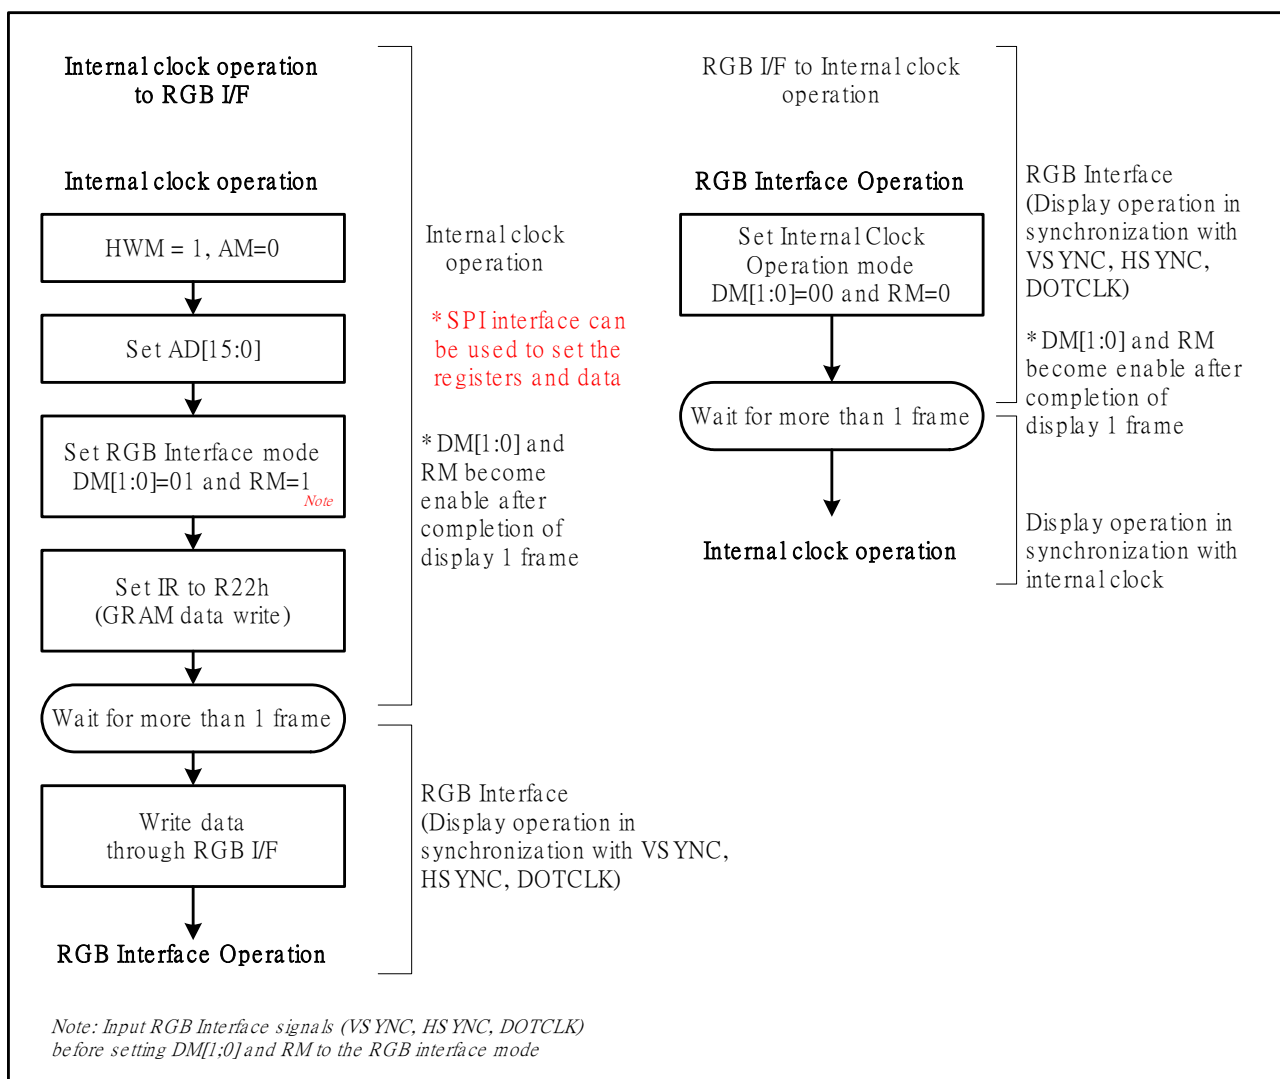 Internal clock operation
to RGB I/F
Internal clock operation
HWM = 1, AM=0
Set AD[15:0]
Set RGB Interface mode
DM[1:0]=01 and RM=1
Note
Set IR to R22h
(GRAM data write)
Wait for more than 1 frame
Write data
through RGB I/F
RGB Interface Operation
Internal clock
operation
* SPI interface can
be used to set the
registers and data
* DM[1:0] and
RM become
enable after
completion of
display 1 frame
RGB Interface
(Display operation in
synchronization with VSYNC,
HSYNC, DOTCLK)
RGB I/F to Internal clock
operation
RGB Interface Operation
Set Internal Clock
Operation mode
DM[1:0]=00 and RM=0
Wait for more than 1 frame
Internal clock operation
RGB Interface
(Display operation in
synchronization with
VSYNC, HSYNC,
DOTCLK)
* DM[1:0] and RM
become enable after
completion of
display 1 frame
Display operation in
synchronization with
internal clock
Note: Input RGB Interface signals (VSYNC, HSYNC, DOTCLK)
before setting DM[1;0] and RM to the RGB interface mode